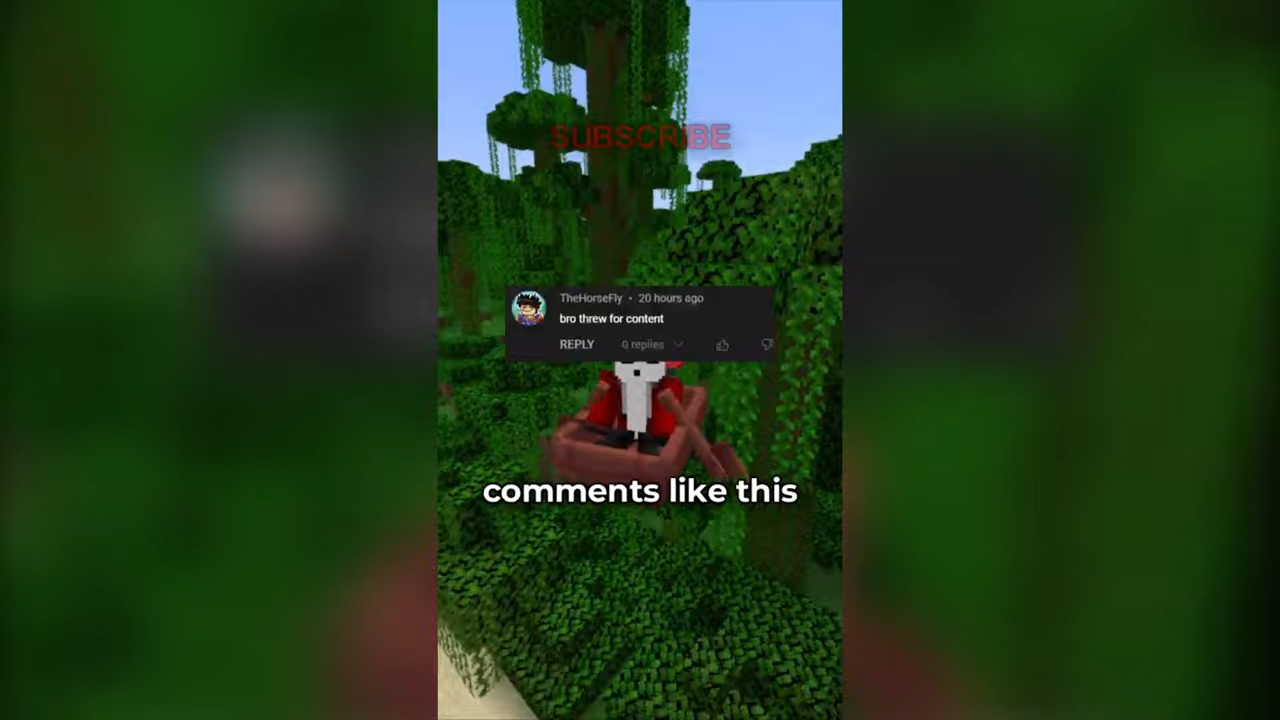 SUBSCRIBE
TheHorseFly • 20 hours ago
bro threw for content
REPLY 0 replies
comments like this